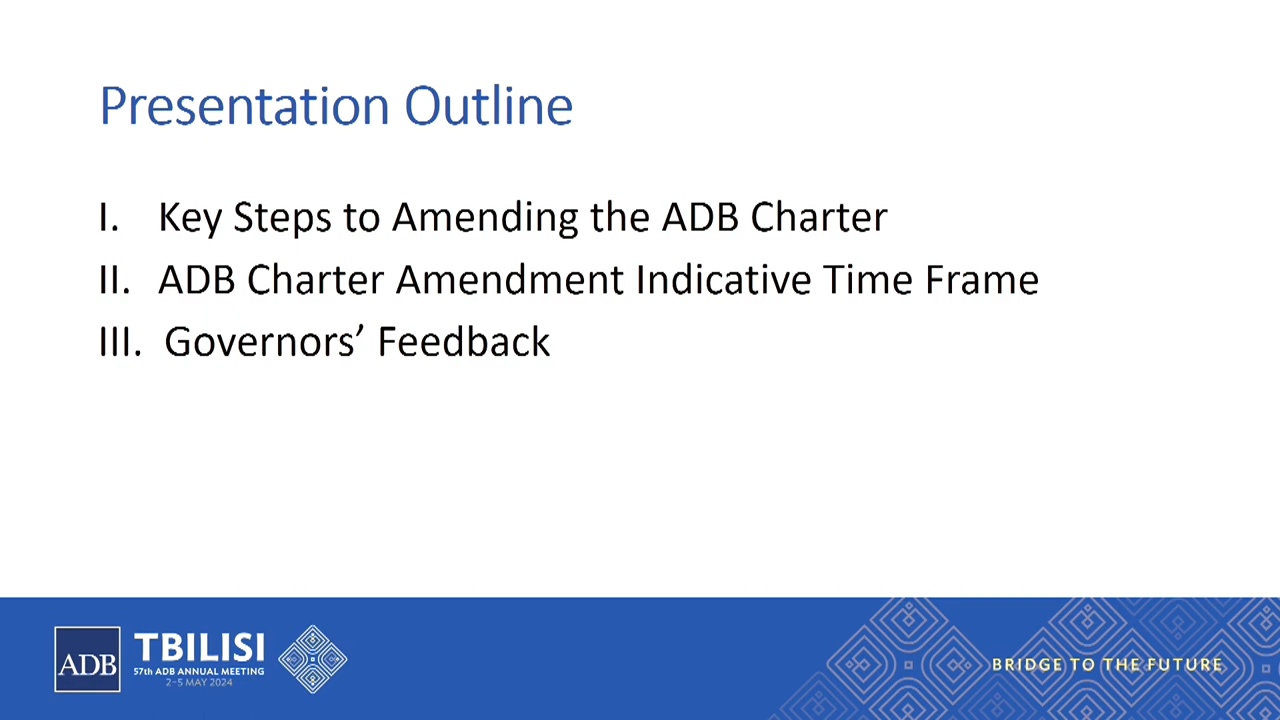 Presentation Outline
I. Key Steps to Amending the ADB Charter
II. ADB Charter Amendment Indicative Time Frame
III. Governors’ Feedback
ADB
TBILISI
57th ADB ANNUAL MEETING
2–5 MAY 2024
BRIDGE TO THE FUTURE